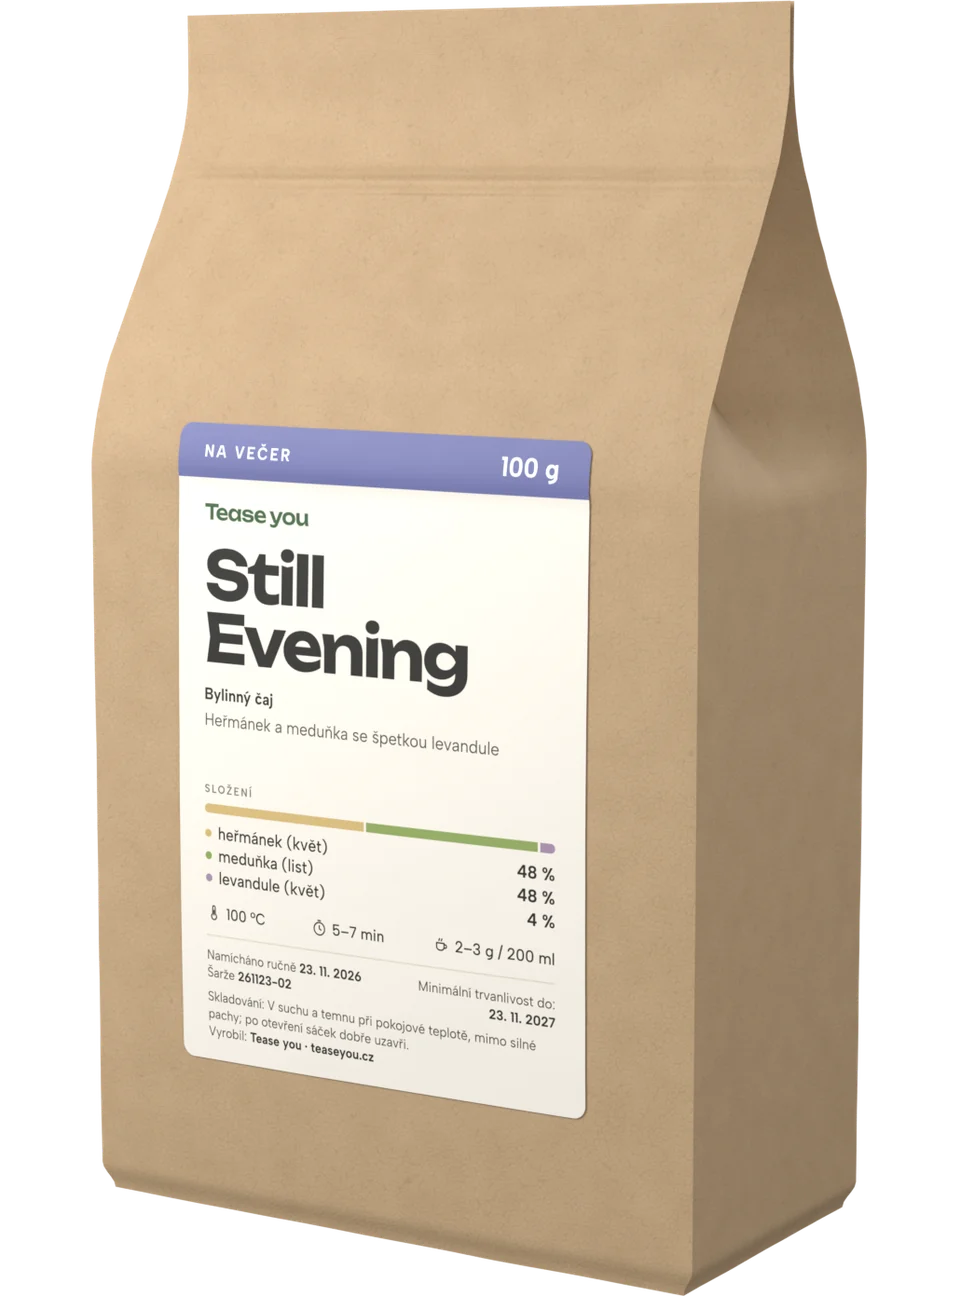 NA VEČER
100 g
Tease you
Still
Evening
Bylinný čaj
Heřmánek a meduňka se špetkou levandule
SLOŽENÍ
heřmánek (květ) 48 %
meduňka (list) 48 %
levandule (květ) 4 %
100 °C 5–7 min 2–3 g / 200 ml
Namícháno ručně 23. 11. 2026
Šarže 261123-02
Minimální trvanlivost do:
23. 11. 2027
Skladování: V suchu a temnu při pokojové teplotě, mimo silné
pachy; po otevření sáček dobře uzavři.
Vyrobil: Tease you · teaseyou.cz